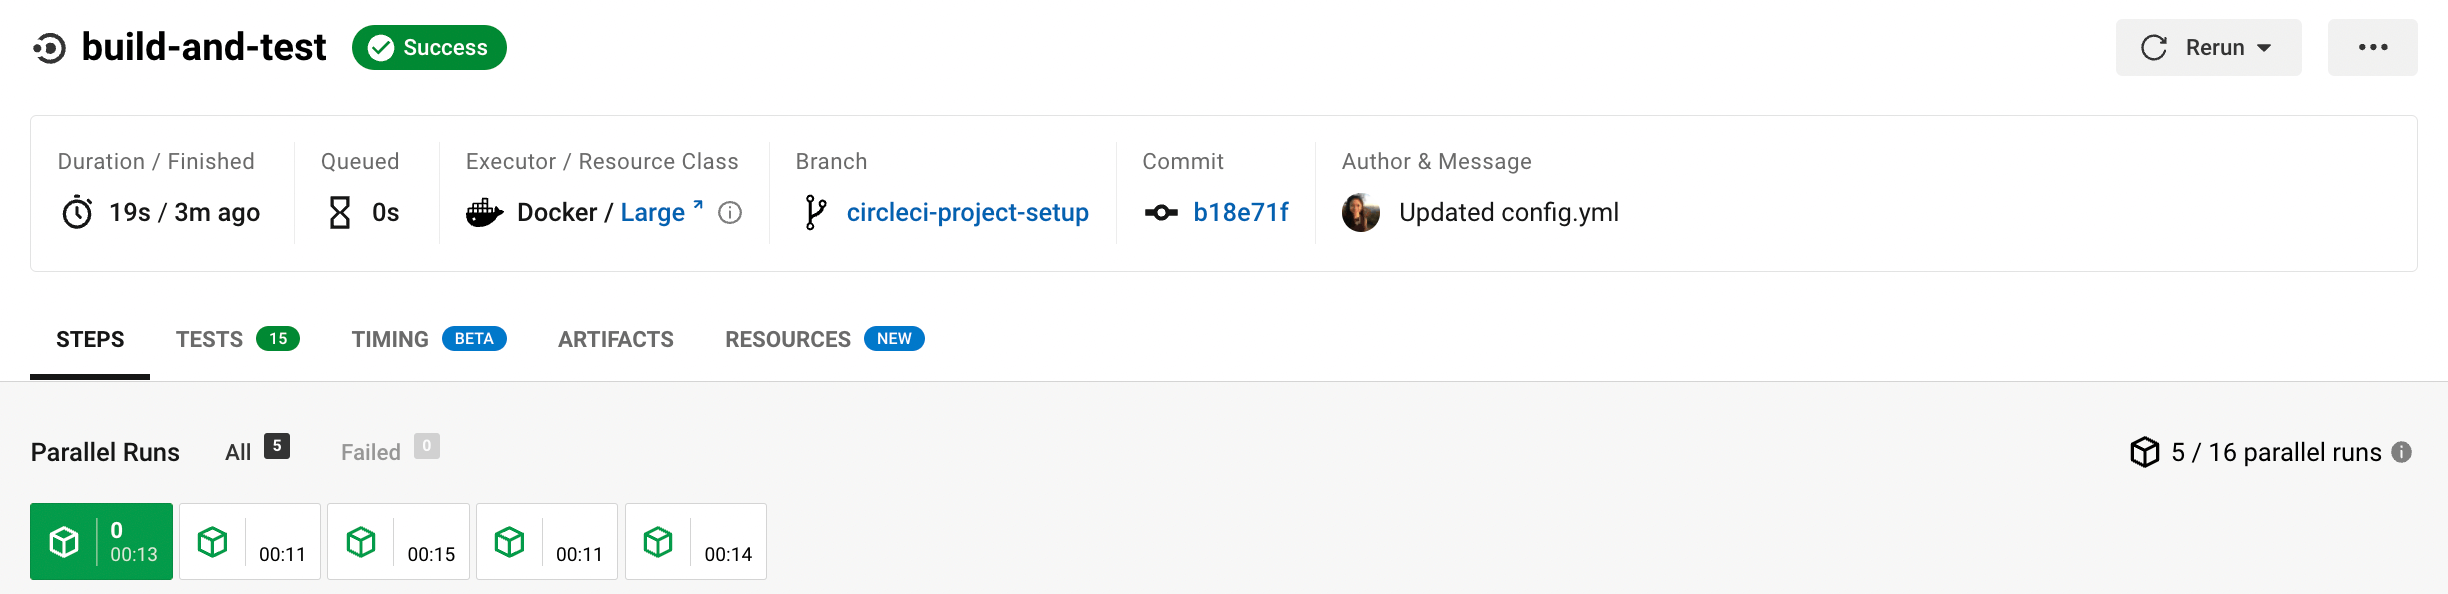 build-and-test
Success
Rerun
Duration / Finished
19s / 3m ago
Queued
0s
Executor / Resource Class
Docker / Large
Branch
circleci-project-setup
Commit
b18e71f
Author & Message
Updated config.yml
STEPS
TESTS 15
TIMING BETA
ARTIFACTS
RESOURCES NEW
Parallel Runs
All 5
Failed 0
5 / 16 parallel runs
0
00:13
00:11
00:15
00:11
00:14